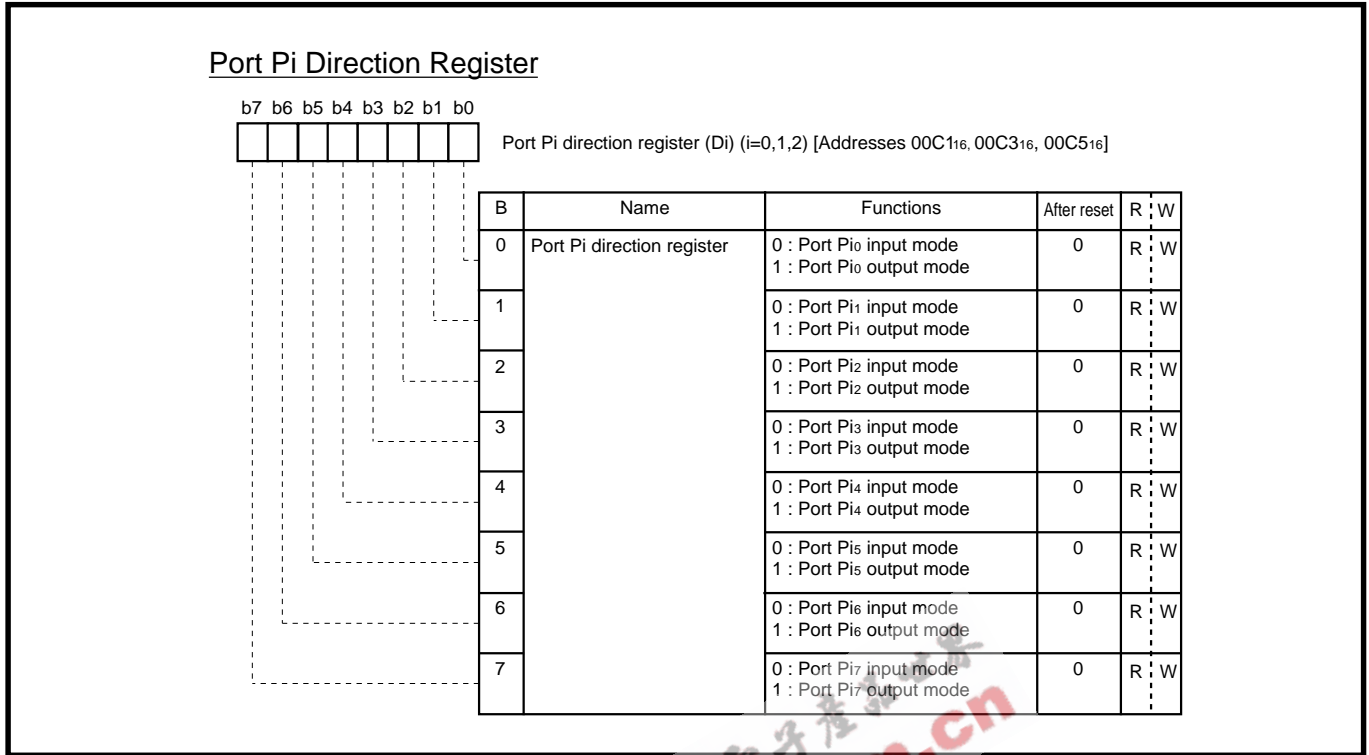 Port Pi Direction Register
b7 b6 b5 b4 b3 b2 b1 b0
Port Pi direction register (Di) (i=0,1,2) [Addresses 00C116, 00C316, 00C516]
B Name Functions After reset R W
0 Port Pi direction register 0 : Port Pi0 input mode 0 R W
1 : Port Pi0 output mode
1 0 : Port Pi1 input mode 0 R W
1 : Port Pi1 output mode
2 0 : Port Pi2 input mode 0 R W
1 : Port Pi2 output mode
3 0 : Port Pi3 input mode 0 R W
1 : Port Pi3 output mode
4 0 : Port Pi4 input mode 0 R W
1 : Port Pi4 output mode
5 0 : Port Pi5 input mode 0 R W
1 : Port Pi5 output mode
6 0 : Port Pi6 input mode 0 R W
1 : Port Pi6 output mode
7 0 : Port Pi7 input mode 0 R W
1 : Port Pi7 output mode
子產品世界
.cn